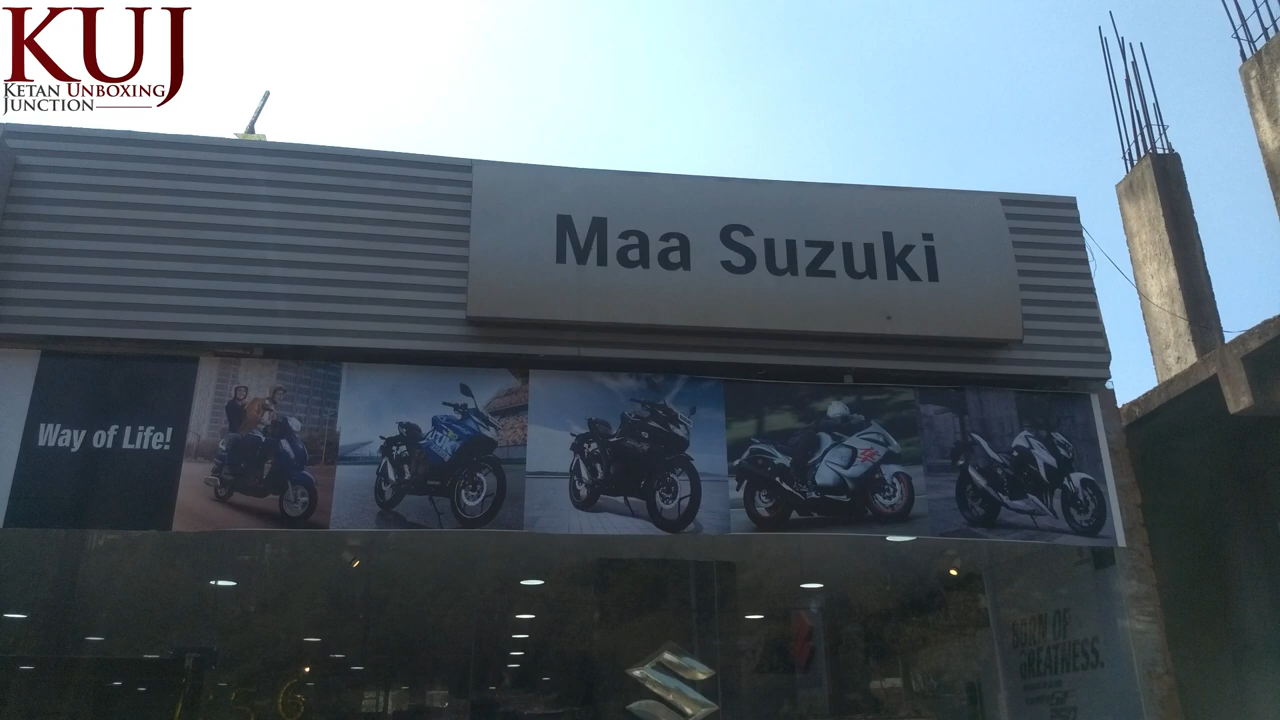 KUJ
KETAN UNBOXING
JUNCTION
Maa Suzuki
Way of Life!
BORN OF
GREATNESS.